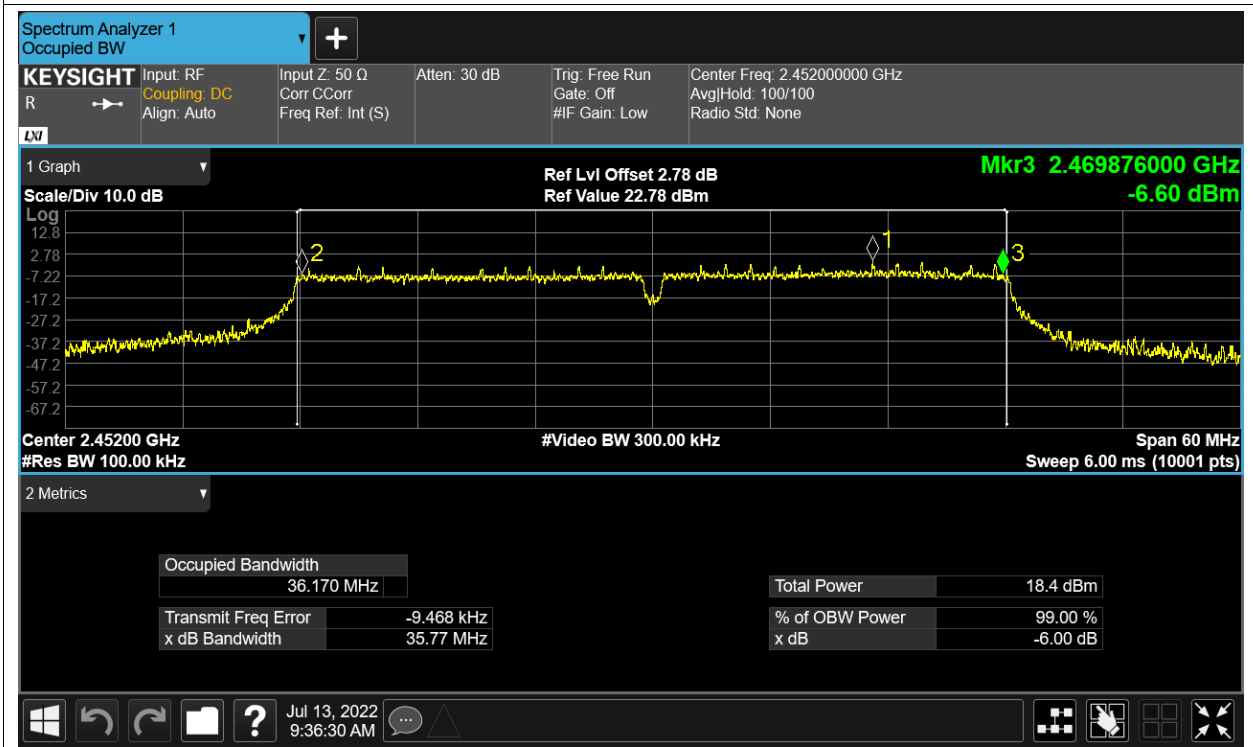 Spectrum Analyzer 1
Occupied BW
KEYSIGHT
R
LXI
Input: RF
Coupling: DC
Align: Auto
Input Z: 50 Ω
Corr CCorr
Freq Ref: Int (S)
Atten: 30 dB
Trig: Free Run
Gate: Off
#IF Gain: Low
Center Freq: 2.452000000 GHz
Avg|Hold: 100/100
Radio Std: None
1 Graph
Scale/Div 10.0 dB
Ref Lvl Offset 2.78 dB
Ref Value 22.78 dBm
Mkr3 2.469876000 GHz
-6.60 dBm
Log
12.8
2.78
-7.22
-17.2
-27.2
-37.2
-47.2
-57.2
-67.2
2
1
3
Center 2.45200 GHz
#Video BW 300.00 kHz
Span 60 MHz
#Res BW 100.00 kHz
Sweep 6.00 ms (10001 pts)
2 Metrics
Occupied Bandwidth
36.170 MHz
Total Power 18.4 dBm
Transmit Freq Error -9.468 kHz
% of OBW Power 99.00 %
x dB Bandwidth 35.77 MHz
x dB -6.00 dB
?
Jul 13, 2022
9:36:30 AM